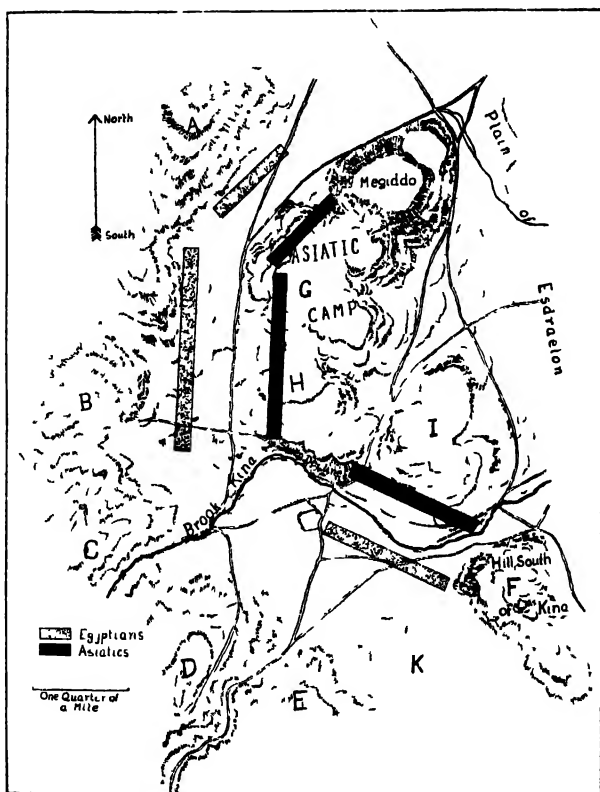 North
A
Plain
of
Megiddo
South
ASIATIC
G
CAMP
Esdraelon
B
H
I
Brook Kina
C
Hill South
F
of Kina
Egyptians
Asiatics
D
K
E
One Quarter of
a Mile